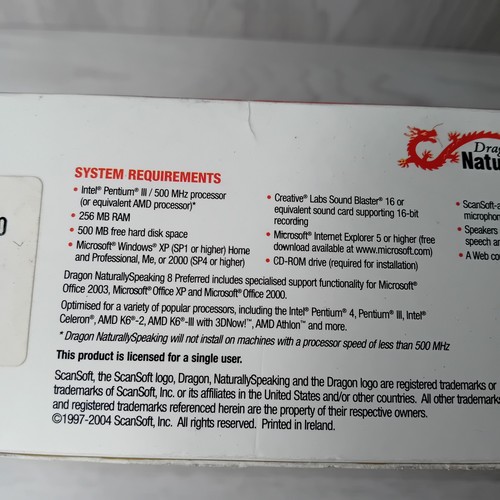 Drag
Natu
SYSTEM REQUIREMENTS
• Intel® Pentium® III / 500 MHz processor
(or equivalent AMD processor)*
• 256 MB RAM
• 500 MB free hard disk space
• Microsoft® Windows® XP (SP1 or higher) Home
and Professional, Me, or 2000 (SP4 or higher)
• Creative® Labs Sound Blaster® 16 or
equivalent sound card supporting 16-bit
recording
• Microsoft® Internet Explorer 5 or higher (free
download available at www.microsoft.com)
• CD-ROM drive (required for installation)
• ScanSoft-a
microphon
• Speakers
speech an
• A Web co
0
Dragon NaturallySpeaking 8 Preferred includes specialised support functionality for Microsoft®
Office 2003, Microsoft® Office XP and Microsoft® Office 2000.
Optimised for a variety of popular processors, including the Intel® Pentium® 4, Pentium® III, Intel®
Celeron®, AMD K6®-2, AMD K6®-III with 3DNow!™, AMD Athlon™ and more.
* Dragon NaturallySpeaking will not install on machines with a processor speed of less than 500 MHz
This product is licensed for a single user.
ScanSoft, the ScanSoft logo, Dragon, NaturallySpeaking and the Dragon logo are registered trademarks or
trademarks of ScanSoft, Inc. or its affiliates in the United States and/or other countries. All other trademarks
and registered trademarks referenced herein are the property of their respective owners.
©1997-2004 ScanSoft, Inc. All rights reserved. Printed in Ireland.